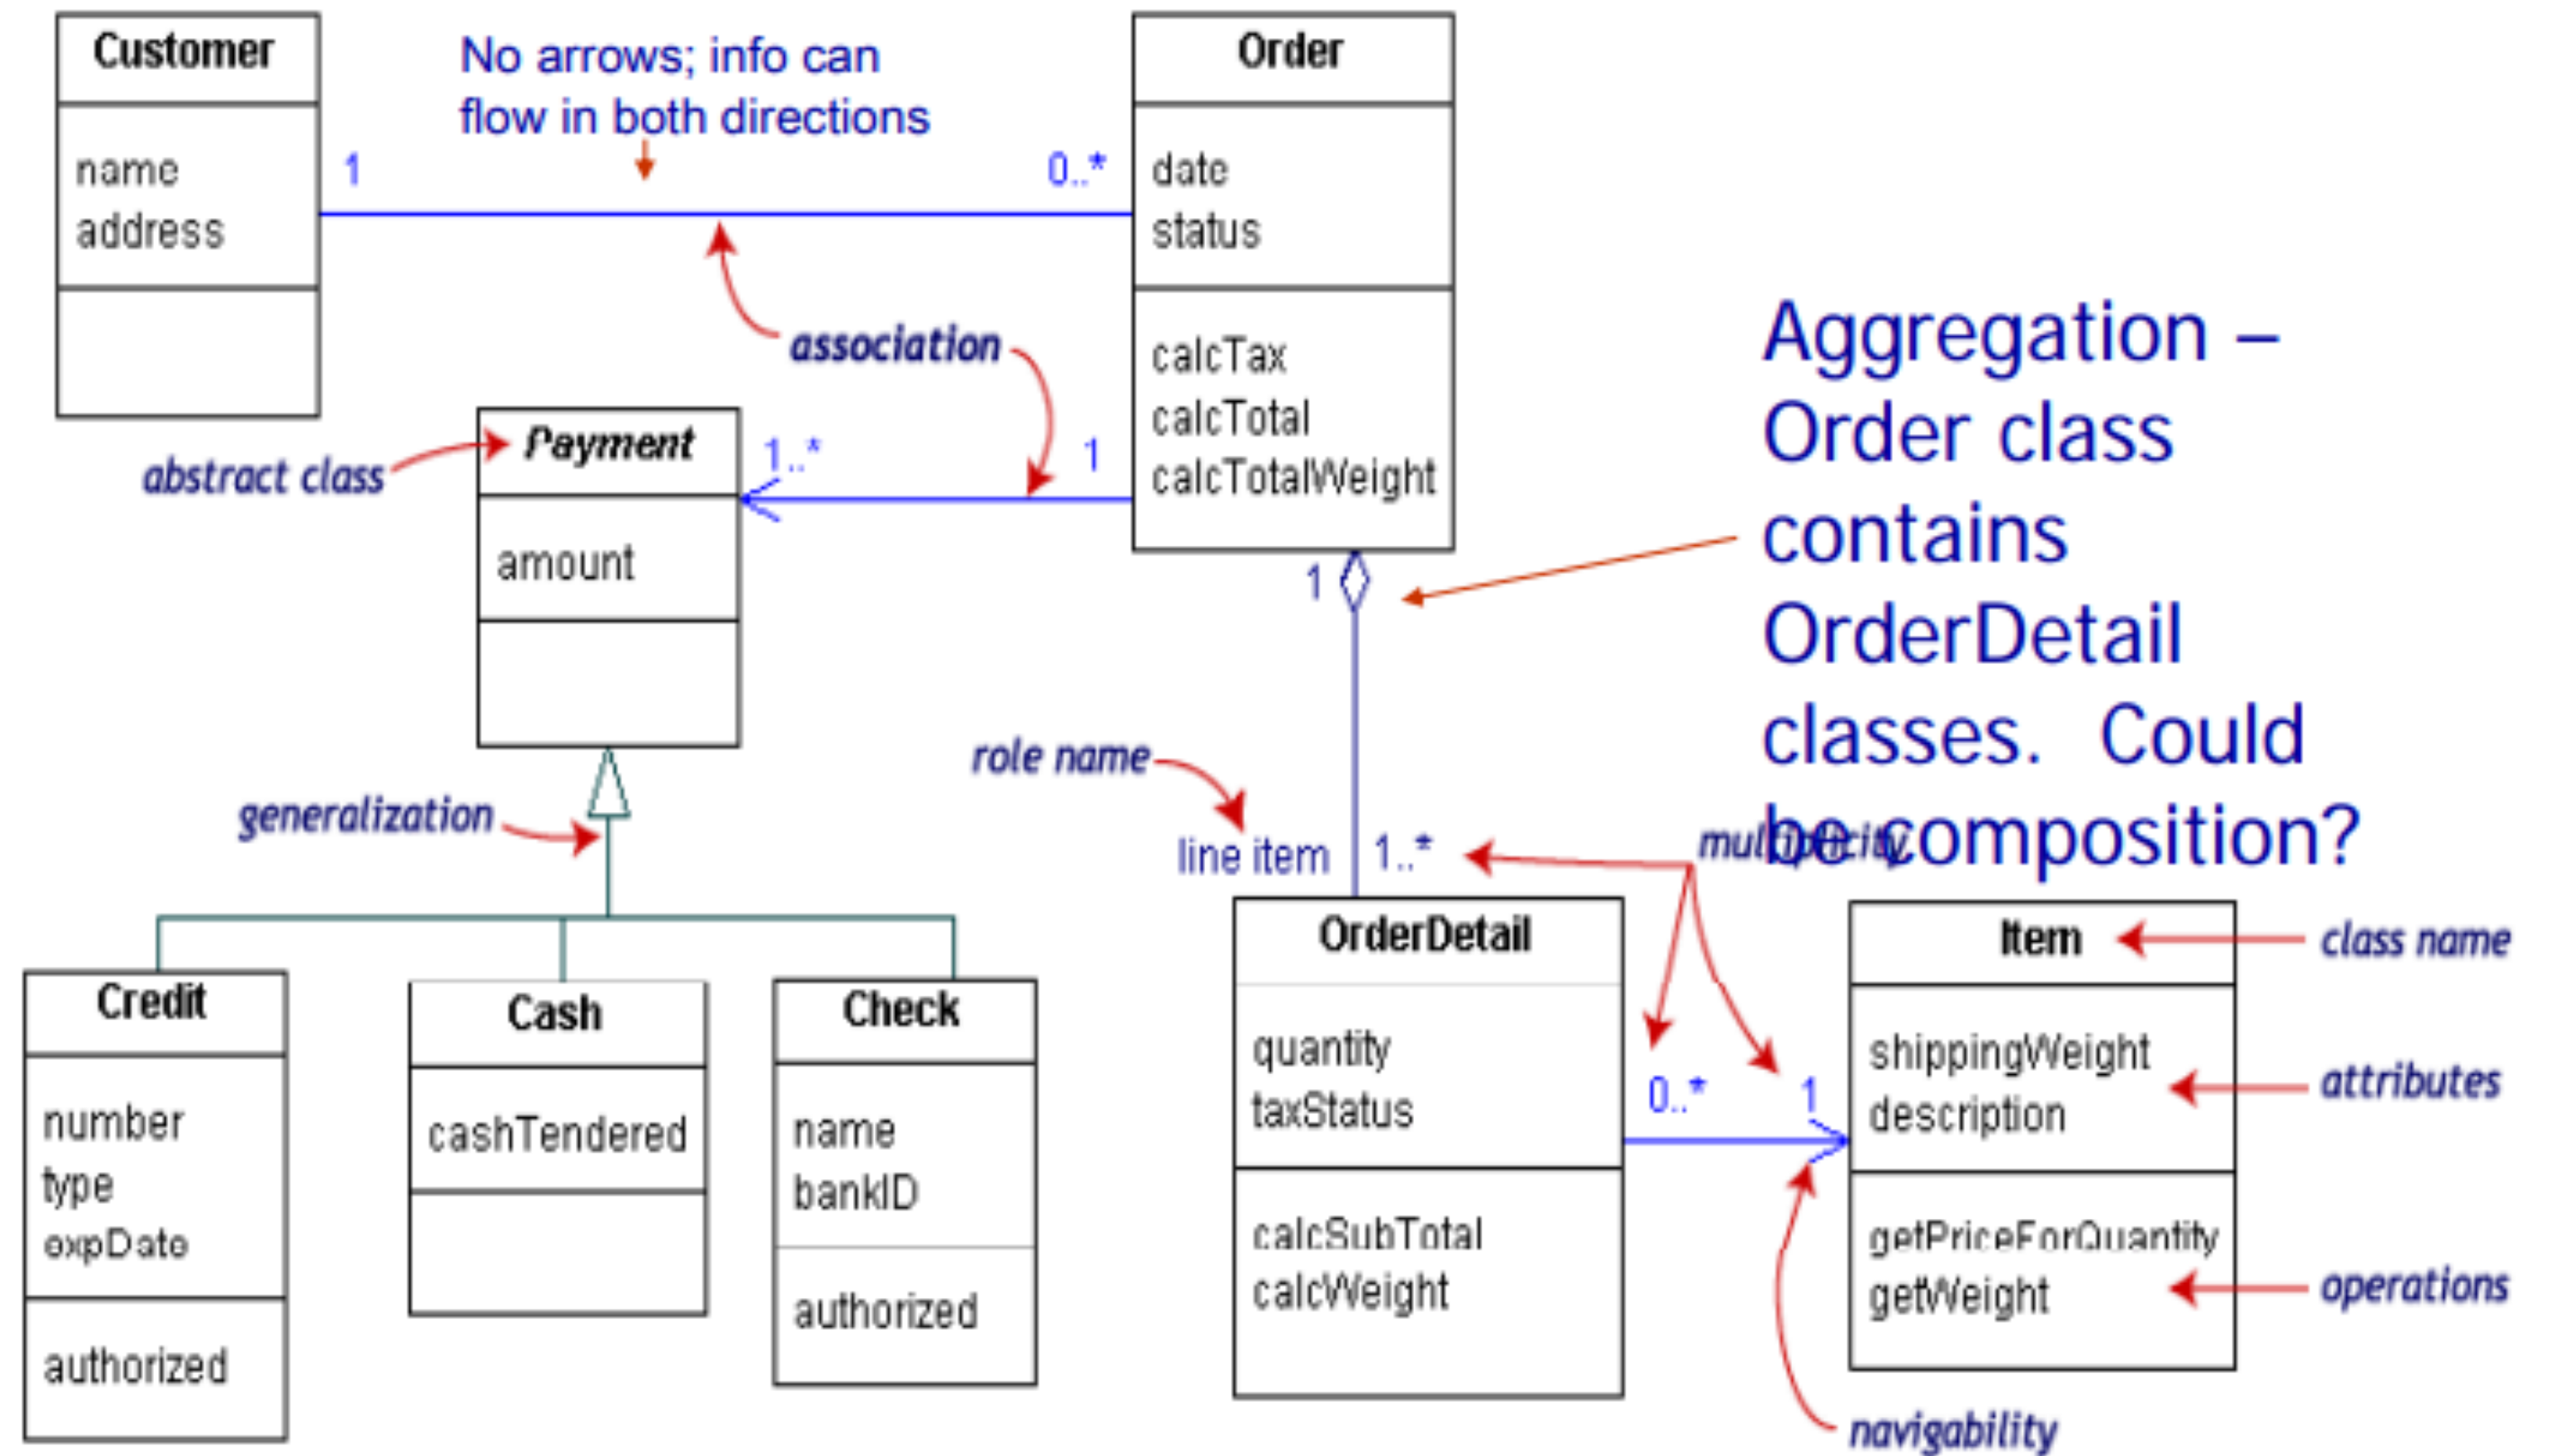 Customer
name
address
No arrows; info can
flow in both directions
1
0..*
Order
date
status
calcTax
calcTotal
calcTotalWeight
association
abstract class
Payment
amount
1..*
1
Aggregation –
Order class
contains
OrderDetail
classes.  Could
be composition?
1
role name
line item
1..*
multiplicity
generalization
Credit
number
type
expDate
authorized
Cash
cashTendered
Check
name
bankID
authorized
OrderDetail
quantity
taxStatus
calcSubTotal
calcWeight
0..*
1
Item
shippingWeight
description
getPriceForQuantity
getWeight
class name
attributes
operations
navigability